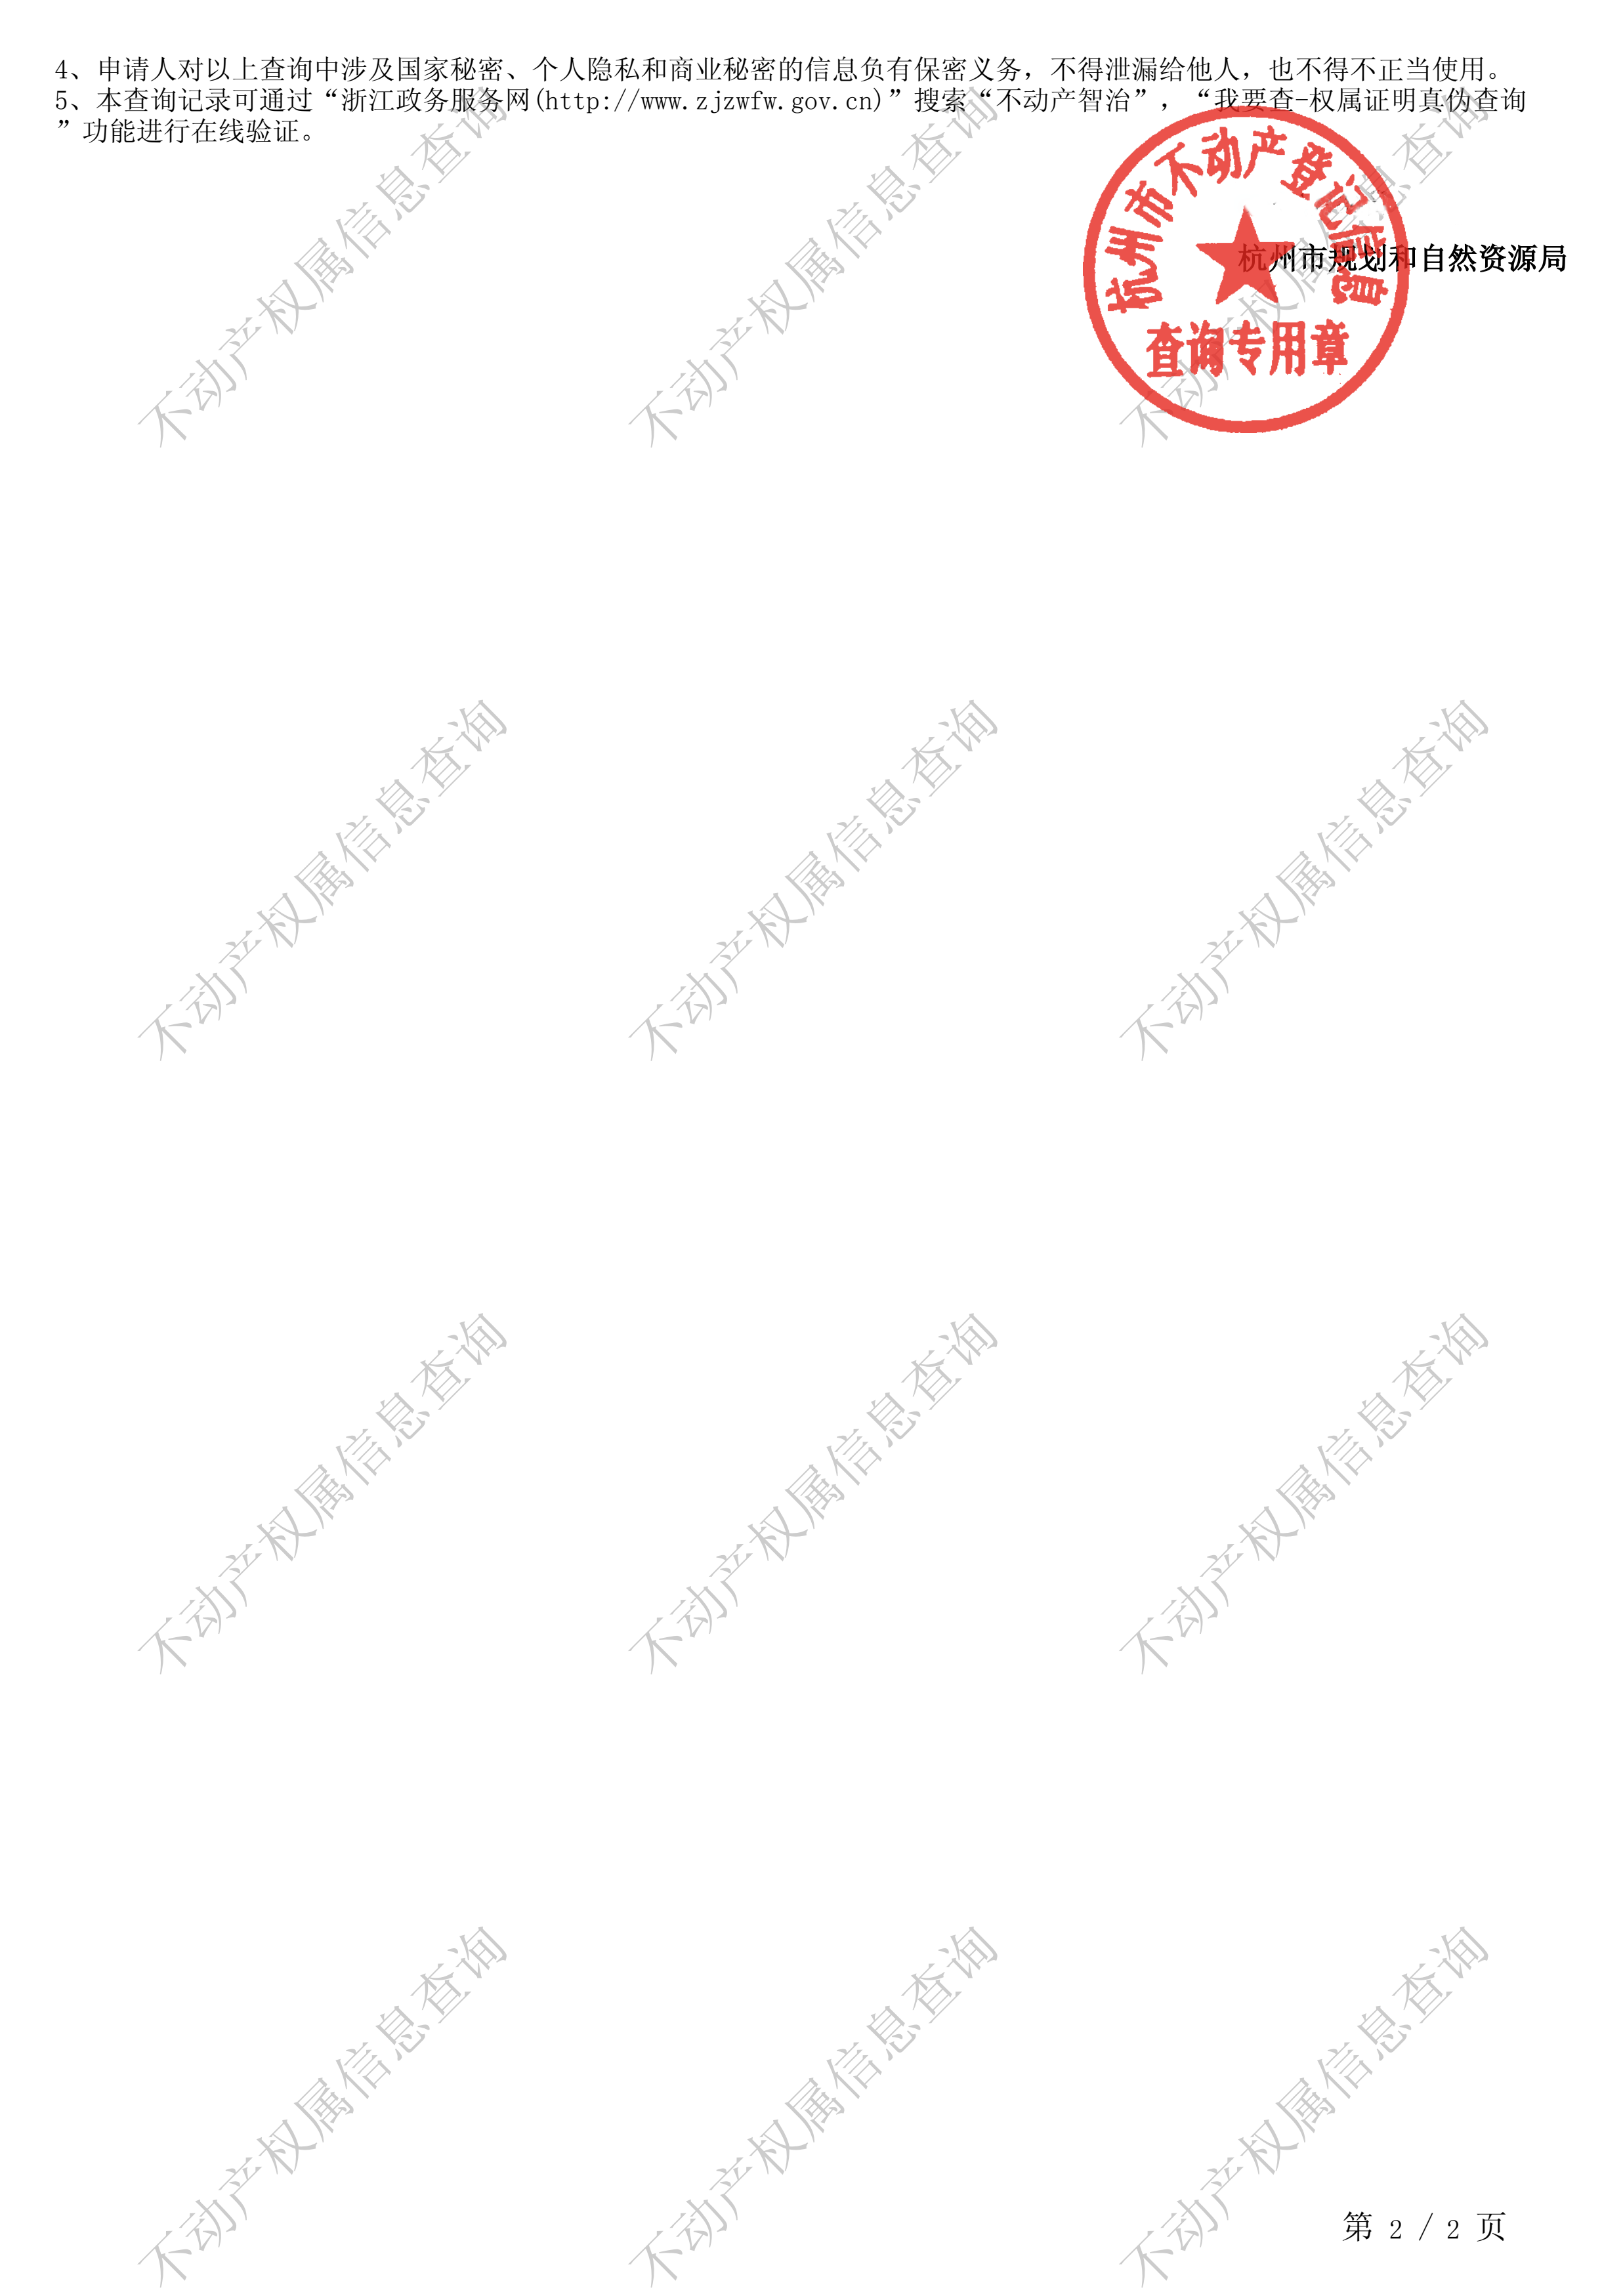 4、申请人对以上查询中涉及国家秘密、个人隐私和商业秘密的信息负有保密义务，不得泄漏给他人，也不得不正当使用。
5、本查询记录可通过“浙江政务服务网(http://www.zjzwfw.gov.cn)”搜索“不动产智治”，“我要查-权属证明真伪查询
”功能进行在线验证。
不动产权属信息查询
不动产权属信息查询
不动产权属信息查询
杭州市不动产登记信息
查询专用章
杭州市规划和自然资源局
不动产权属信息查询
不动产权属信息查询
不动产权属信息查询
不动产权属信息查询
不动产权属信息查询
不动产权属信息查询
不动产权属信息查询
不动产权属信息查询
不动产权属信息查询
第 2 / 2 页